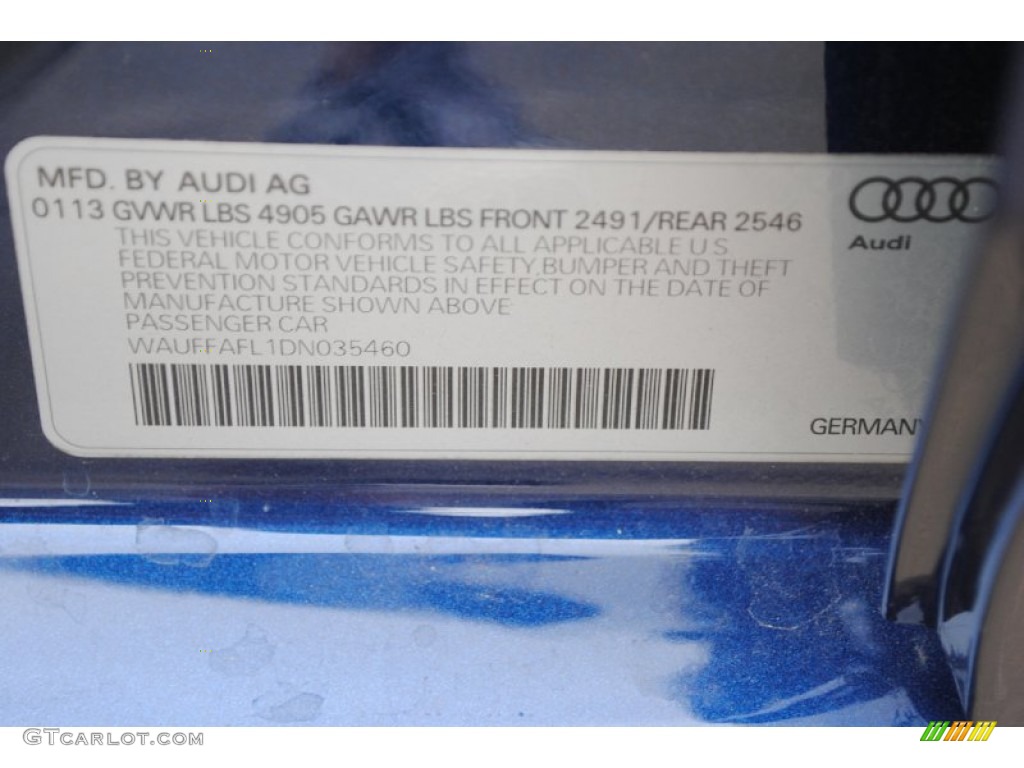 MFD. BY AUDI AG
0113 GVWR LBS 4905 GAWR LBS FRONT 2491/REAR 2546
Audi
THIS VEHICLE CONFORMS TO ALL APPLICABLE U S
FEDERAL MOTOR VEHICLE SAFETY,BUMPER AND THEFT
PREVENTION STANDARDS IN EFFECT ON THE DATE OF
MANUFACTURE SHOWN ABOVE
PASSENGER CAR
WAUFFAFL1DN035460
GERMANY
GTcarlot.com